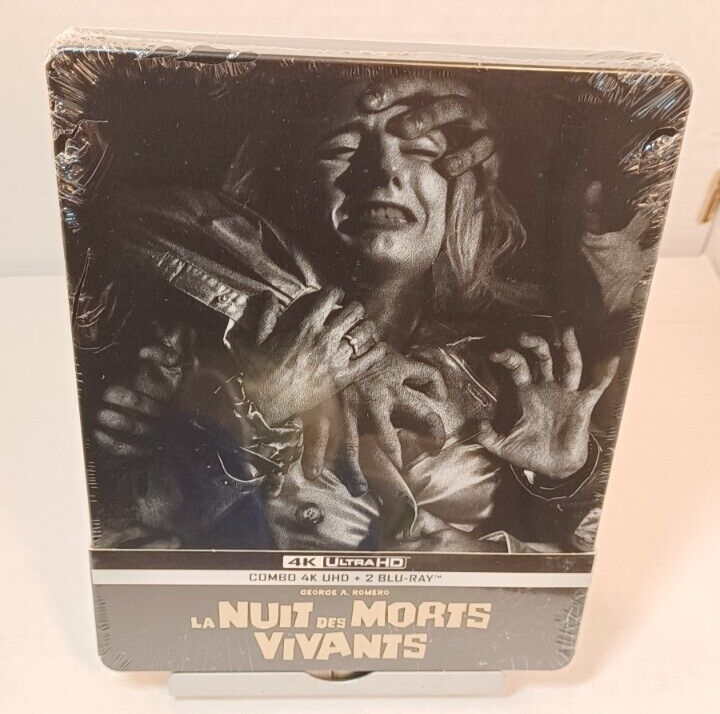 4K ULTRA HD
COMBO 4K UHD + 2 BLU-RAY™
GEORGE A. ROMERO
LA NUIT DES MORTS
VIVANTS